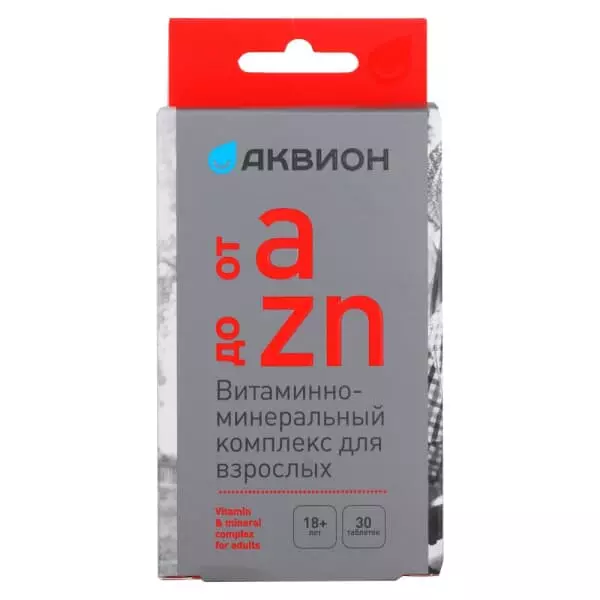 АКВИОН
от a
до zn
Витаминно-
минеральный
комплекс для
взрослых
Vitamin
& mineral
complex
for adults
18+
лет
30
таблеток